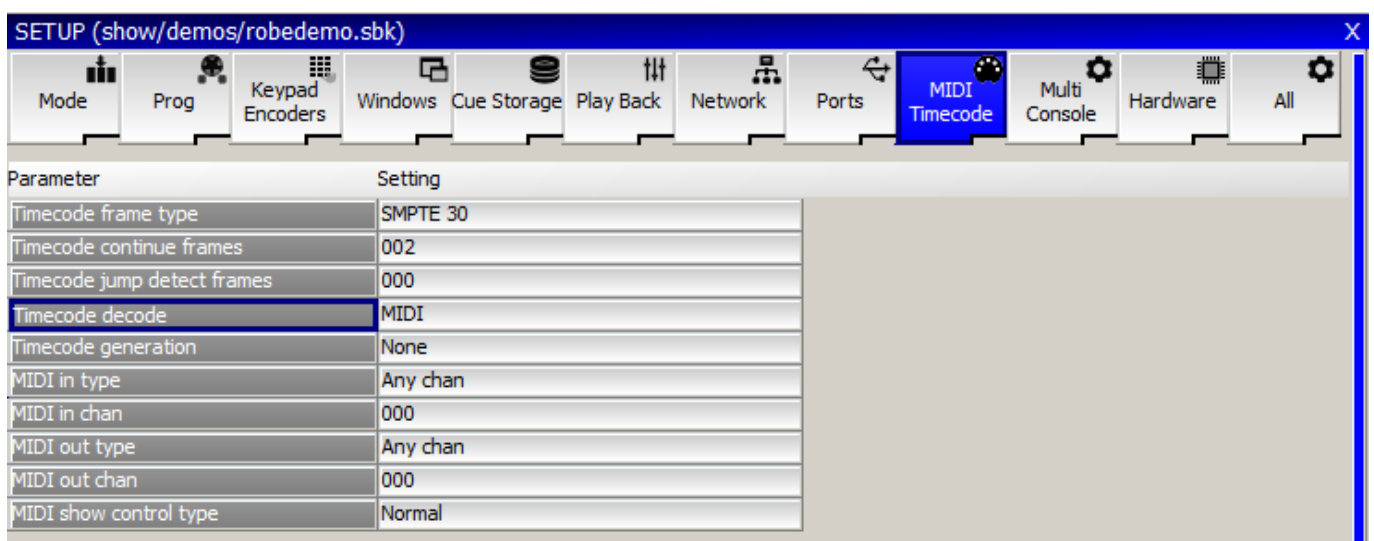 SETUP (show/demos/robedemo.sbk) X
Mode Prog Keypad Encoders Windows Cue Storage Play Back Network Ports MIDI Timecode Multi Console Hardware All
Parameter Setting
Timecode frame type SMPTE 30
Timecode continue frames 002
Timecode jump detect frames 000
Timecode decode MIDI
Timecode generation None
MIDI in type Any chan
MIDI in chan 000
MIDI out type Any chan
MIDI out chan 000
MIDI show control type Normal